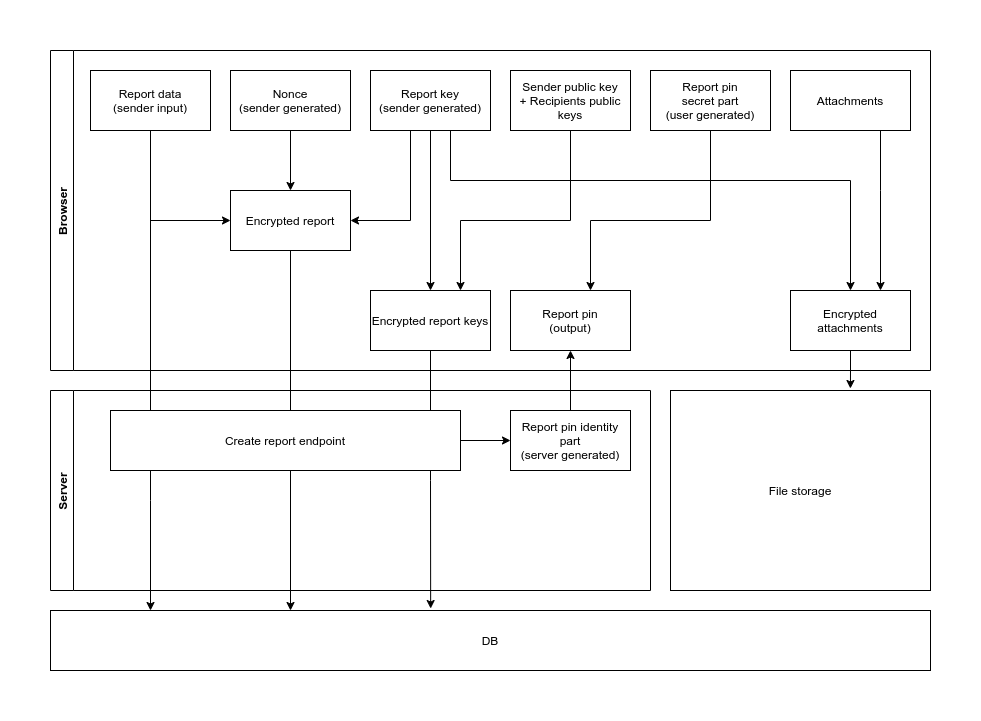 Browser
Report data
(sender input)
Nonce
(sender generated)
Report key
(sender generated)
Sender public key
+ Recipients public
keys
Report pin
secret part
(user generated)
Attachments
Encrypted report
Encrypted report keys
Report pin
(output)
Encrypted
attachments
Server
Create report endpoint
Report pin identity
part
(server generated)
File storage
DB